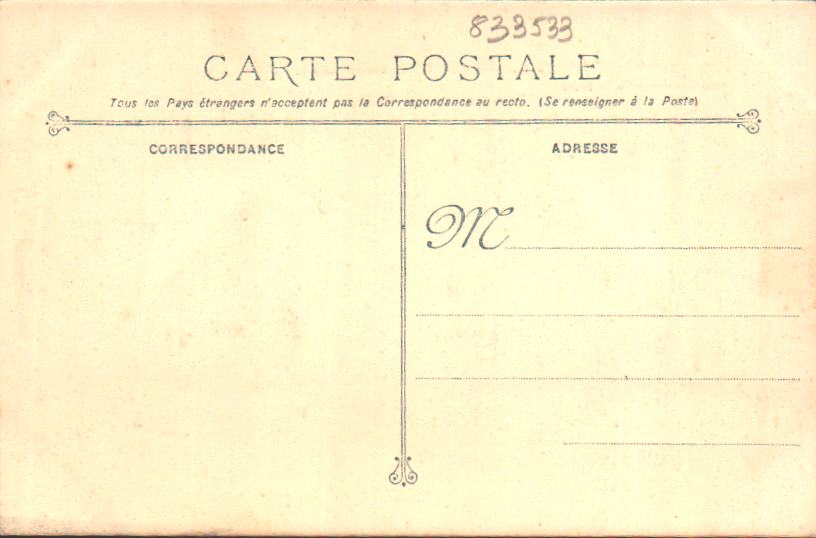 833533
CARTE POSTALE
Tous les Pays étrangers n'acceptent pas la Correspondance au recto. (Se renseigner à la Poste)
CORRESPONDANCE
ADRESSE
M